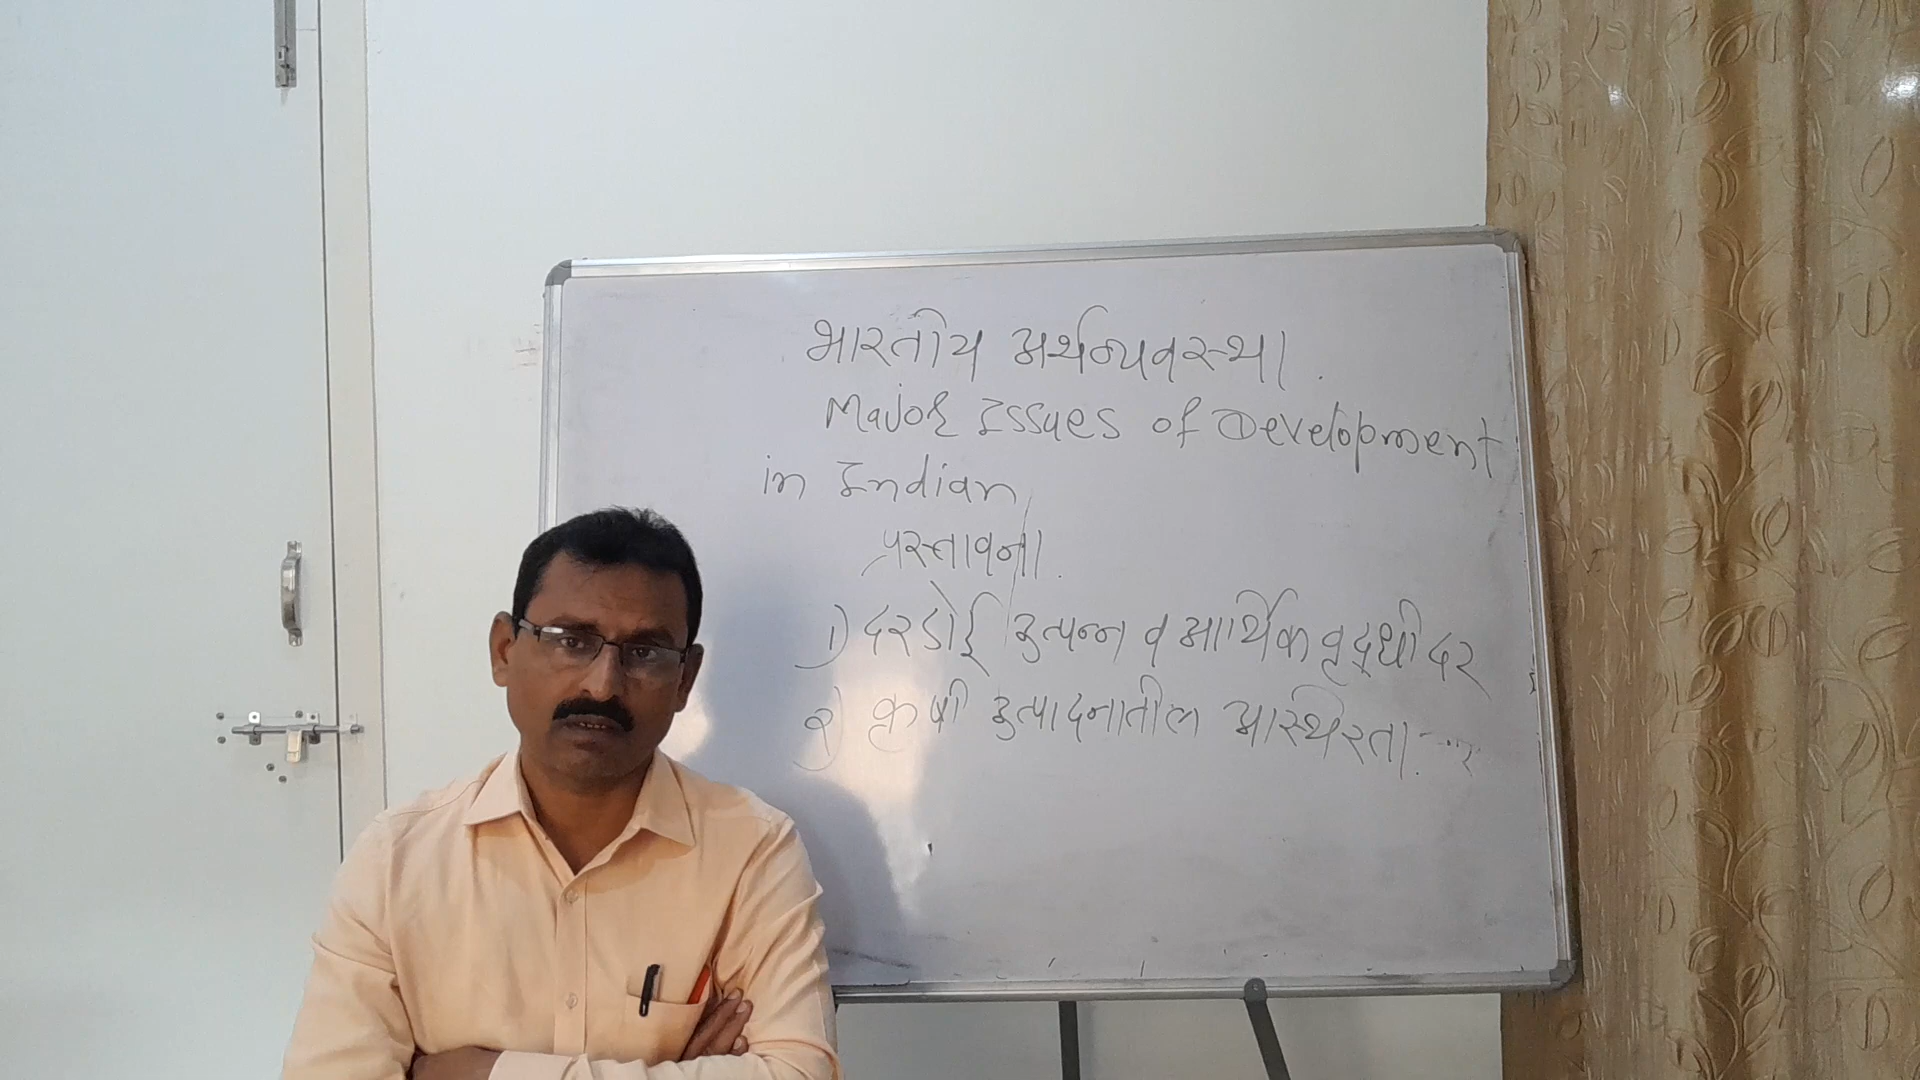 भारतीय अर्थव्यवस्था.
Major Issues of Development
in Indian
प्रस्तावना.
1) दरडोई उत्पन्न व आर्थिक वृद्धी दर
२) कृषी उत्पादनातील अस्थिरता.